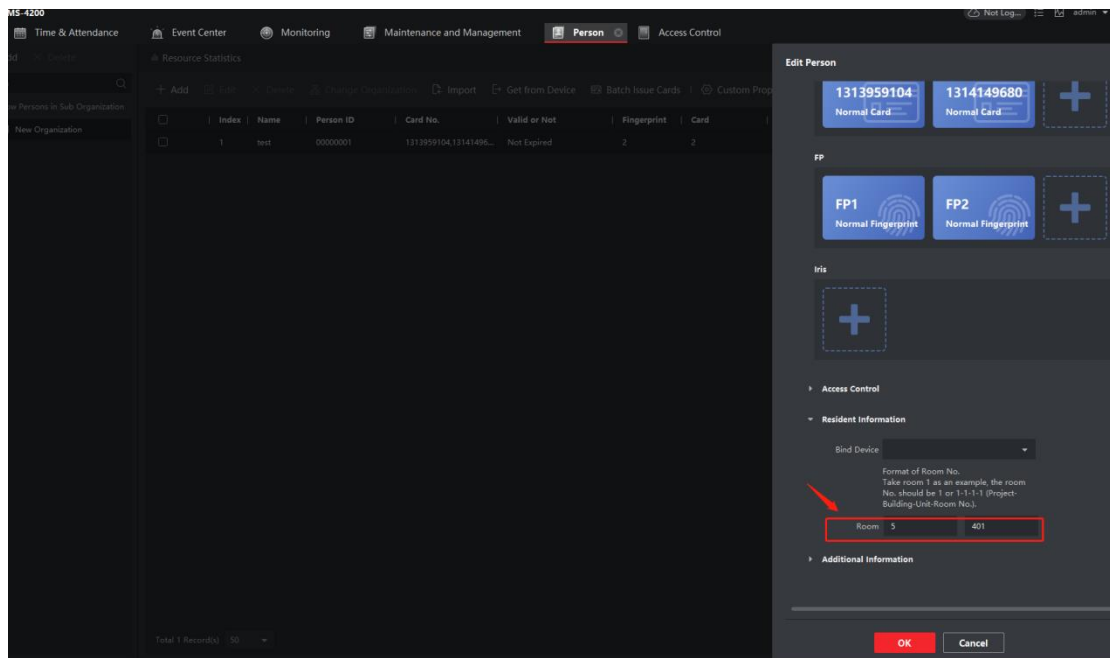 MS-4200
Not Log...
admin
Time & Attendance
Event Center
Monitoring
Maintenance and Management
Person
Access Control
Delete
Resource Statistics
Edit Person
Add
Edit
Delete
Change Organization
Import
Get from Device
Batch Issue Cards
Custom Prop
1313959104
Normal Card
1314149680
Normal Card
Persons in Sub Organization
New Organization
Index
Name
Person ID
Card No.
Valid or Not
Fingerprint
Card
1
test
00000001
1313959104,13141496...
Not Expired
2
2
FP
FP1
Normal Fingerprint
FP2
Normal Fingerprint
Iris
Access Control
Resident Information
Bind Device
Format of Room No.
Take room 1 as an example, the room
No. should be 1 or 1-1-1-1 (Project-
Building-Unit-Room No.).
Room
5
401
Additional Information
Total 1 Record(s)
50
OK
Cancel